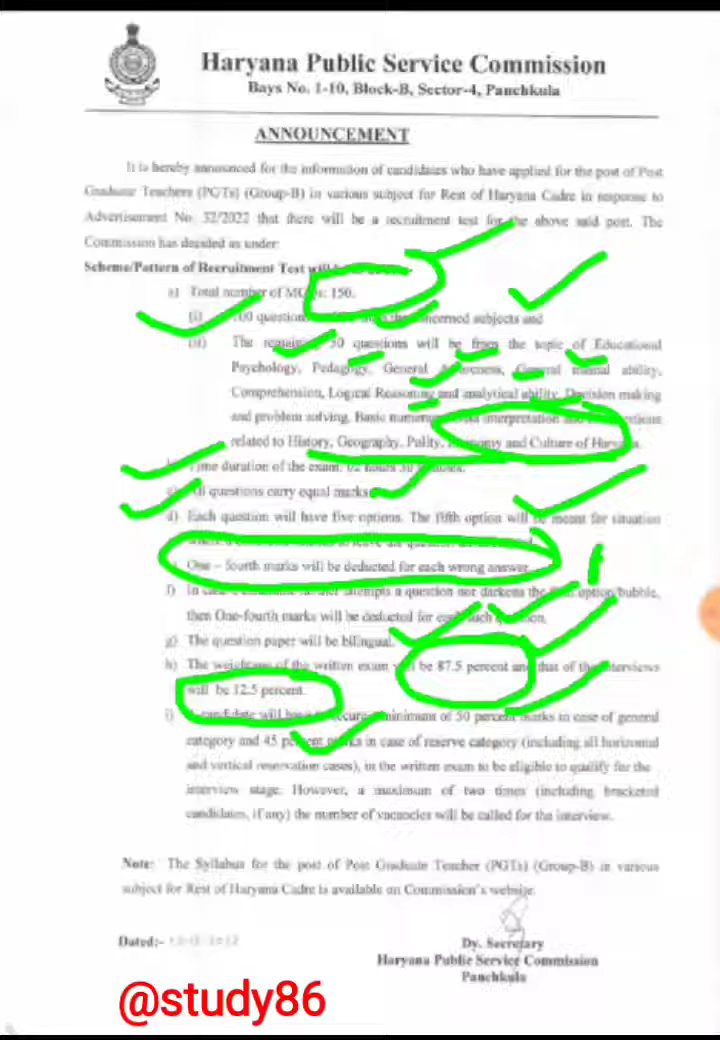 Haryana Public Service Commission
Bays No. 1-10, Block-B, Sector-4, Panchkula
ANNOUNCEMENT
It is hereby announced for the information of candidates who have applied for the post of Post
Graduate Teachers (PGTs) (Group-B) in various subject for Rest of Haryana Cadre in response to
Advertisement No. 32/2022 that there will be a recruitment test for the above said post. The
Commission has decided as under:
Scheme/Pattern of Recruitment Test
a) Total number of MCQs: 150.
(i) 100 questions the concerned subjects and
(ii) The remaining 50 questions will be from the topic of Educational
Psychology, Pedagogy, General Awareness, General mental ability,
Comprehension, Logical Reasoning and analytical ability, Decision making
and problem solving, Basic interpretation
related to History, Geography, Polity, Economy and Culture of Haryana.
Time duration of the exam: 02 hours 30 minutes.
All questions carry equal marks
d) Each question will have five options. The fifth option will be meant for situation
One – fourth marks will be deducted for each wrong answer.
f) In attempts a question nor darkens the option/bubble,
then One-fourth marks will be deducted for each such question.
g) The question paper will be bilingual.
h) The weightage of the written exam will be 87.5 percent and that of the interviews
will be 12.5 percent.
i) A candidate will have to secure minimum of 50 percent marks in case of general
category and 45 percent marks in case of reserve category (including all horizontal
and vertical reservation cases), in the written exam to be eligible to qualify for the
interview stage. However, a maximum of two times (including bracketed
candidates, if any) the number of vacancies will be called for the interview.
Note: The Syllabus for the post of Post Graduate Teacher (PGTs) (Group-B) in various
subject for Rest of Haryana Cadre is available on Commission's website.
Dated:-
Dy. Secretary
Haryana Public Service Commission
Panchkula
@study86